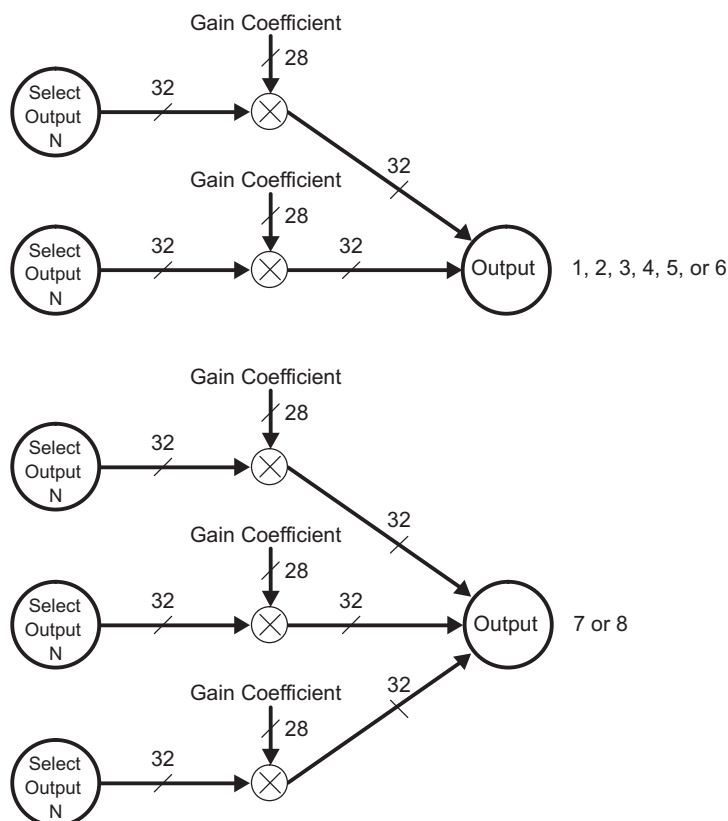 Gain Coefficient
28
Select
Output
N
32
32
Gain Coefficient
28
Select
Output
N
32
32
Output
1, 2, 3, 4, 5, or 6
Gain Coefficient
28
Select
Output
N
32
32
Gain Coefficient
28
Select
Output
N
32
32
Output
7 or 8
Gain Coefficient
28
Select
Output
N
32
32